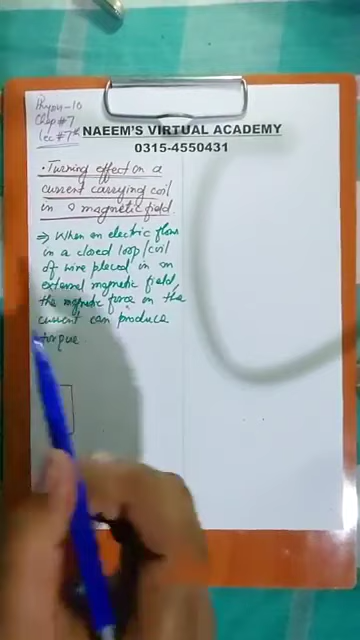 Physics-10
Chap#7
Lec#7
NAEEM'S VIRTUAL ACADEMY
0315-4550431
• Turning effect on a
current carrying coil
in a magnetic field.
⇒ When an electric flows
in a closed loop/coil
of wire placed in an
external magnetic field,
the magnetic force on the
current can produce
torque.